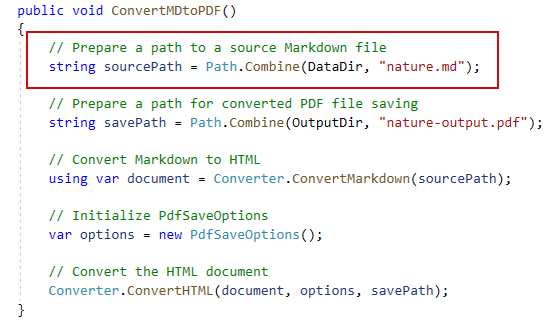 public void ConvertMDtoPDF()
{
// Prepare a path to a source Markdown file
string sourcePath = Path.Combine(DataDir, "nature.md");
// Prepare a path for converted PDF file saving
string savePath = Path.Combine(OutputDir, "nature-output.pdf");
// Convert Markdown to HTML
using var document = Converter.ConvertMarkdown(sourcePath);
// Initialize PdfSaveOptions
var options = new PdfSaveOptions();
// Convert the HTML document
Converter.ConvertHTML(document, options, savePath);
}